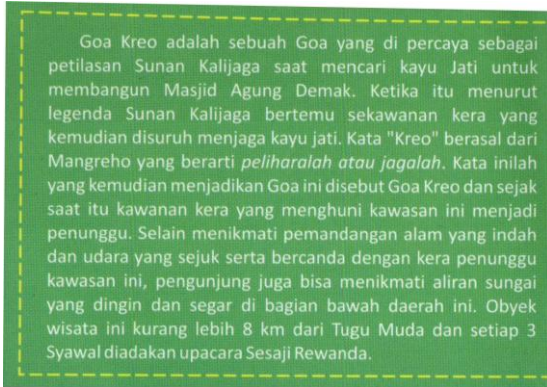 Goa Kreo adalah sebuah Goa yang di percaya sebagai
petilasan Sunan Kalijaga saat mencari kayu Jati untuk
membangun Masjid Agung Demak. Ketika itu menurut
legenda Sunan Kalijaga bertemu sekawanan kera yang
kemudian disuruh menjaga kayu jati. Kata "Kreo" berasal dari
Mangreho yang berarti peliharalah atau jagalah. Kata inilah
yang kemudian menjadikan Goa ini disebut Goa Kreo dan sejak
saat itu kawanan kera yang menghuni kawasan ini menjadi
penunggu. Selain menikmati pemandangan alam yang indah
dan udara yang sejuk serta bercanda dengan kera penunggu
kawasan ini, pengunjung juga bisa menikmati aliran sungai
yang dingin dan segar di bagian bawah daerah ini. Obyek
wisata ini kurang lebih 8 km dari Tugu Muda dan setiap 3
Syawal diadakan upacara Sesaji Rewanda.